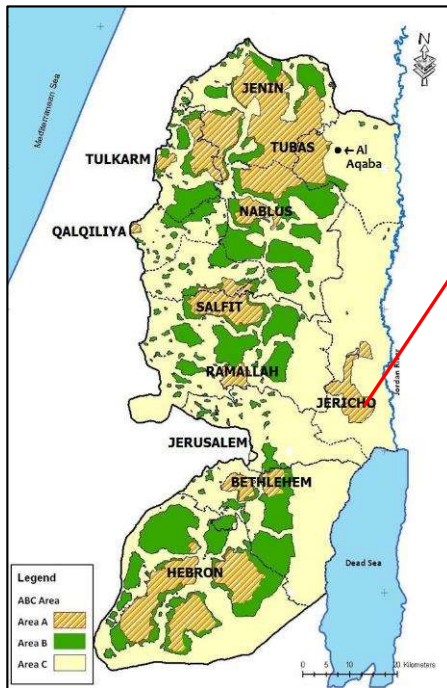 Mediterranean Sea
N
JENIN
TUBAS
← Al
Aqaba
TULKARM
NABLUS
QALQILIYA
SALFIT
RAMALLAH
JERICHO
Jordan River
JERUSALEM
BETHLEHEM
HEBRON
Dead Sea
Legend
ABC Area
Area A
Area B
Area C
0 5 10 20 Kilometers